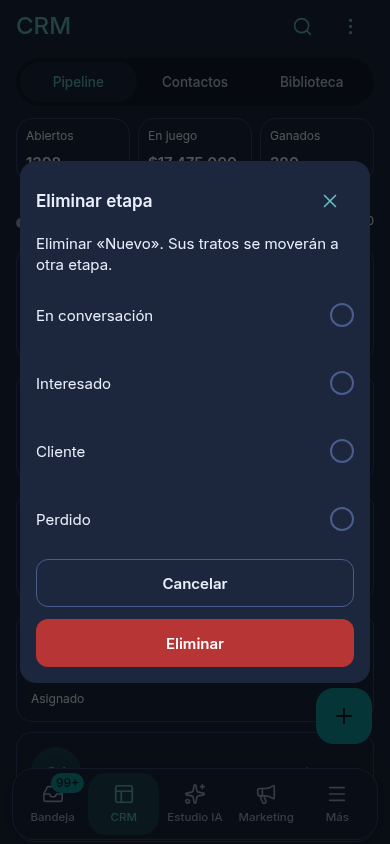 CRM
Pipeline
Contactos
Biblioteca
Abiertos
En juego
Ganados
Eliminar etapa
Eliminar «Nuevo». Sus tratos se moverán a
otra etapa.
En conversación
Interesado
Cliente
Perdido
Cancelar
Eliminar
Asignado
99+
Bandeja
CRM
Estudio IA
Marketing
Más